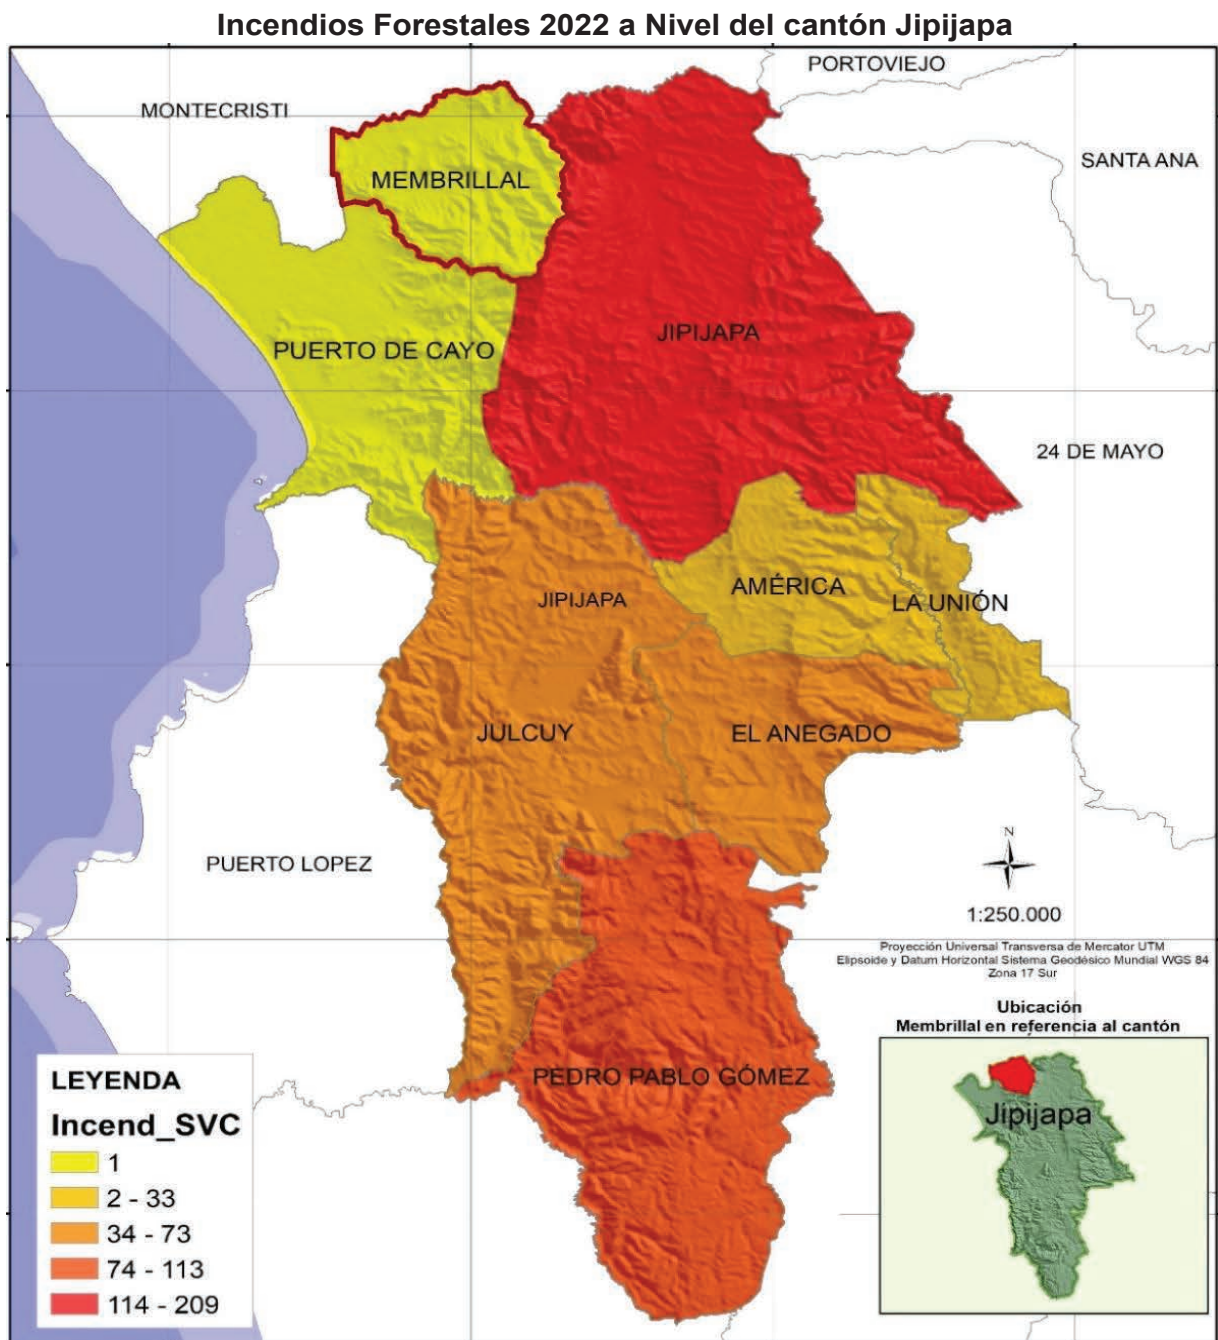 Incendios Forestales 2022 a Nivel del cantón Jipijapa
PORTOVIEJO
MONTECRISTI
SANTA ANA
MEMBRILLAL
JIPIJAPA
PUERTO DE CAYO
24 DE MAYO
AMÉRICA
JIPIJAPA
LA UNIÓN
JULCUY
EL ANEGADO
PUERTO LOPEZ
N
1:250.000
Proyección Universal Transversa de Mercator UTM
Elipsoide y Datum Horizontal Sistema Geodésico Mundial WGS 84
Zona 17 Sur
Ubicación
Membrillal en referencia al cantón
PEDRO PABLO GÓMEZ
Jipijapa
LEYENDA
Incend_SVC
1
2 - 33
34 - 73
74 - 113
114 - 209